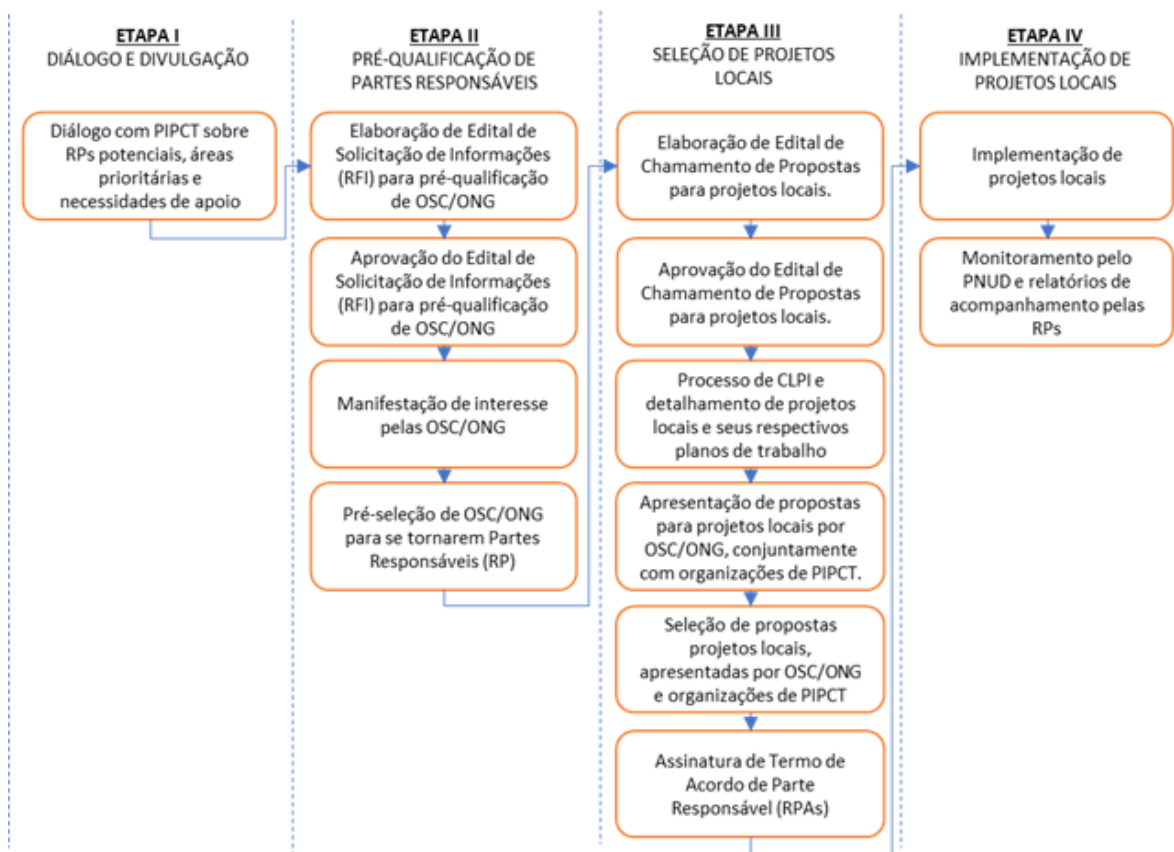 ETAPA I
DIÁLOGO E DIVULGAÇÃO
Diálogo com PIPCT sobre
RPs potenciais, áreas
prioritárias e
necessidades de apoio
ETAPA II
PRÉ-QUALIFICAÇÃO DE
PARTES RESPONSÁVEIS
Elaboração de Edital de
Solicitação de Informações
(RFI) para pré-qualificação
de OSC/ONG
Aprovação do Edital de
Solicitação de Informações
(RFI) para pré-qualificação
de OSC/ONG
Manifestação de interesse
pelas OSC/ONG
Pré-seleção de OSC/ONG
para se tornarem Partes
Responsáveis (RP)
ETAPA III
SELEÇÃO DE PROJETOS
LOCAIS
Elaboração de Edital de
Chamamento de Propostas
para projetos locais.
Aprovação do Edital de
Chamamento de Propostas
para projetos locais.
Processo de CLPI e
detalhamento de projetos
locais e seus respectivos
planos de trabalho
Apresentação de propostas
para projetos locais por
OSC/ONG, conjuntamente
com organizações de PIPCT.
Seleção de propostas
projetos locais,
apresentadas por OSC/ONG
e organizações de PIPCT
Assinatura de Termo de
Acordo de Parte
Responsável (RPAs)
ETAPA IV
IMPLEMENTAÇÃO DE
PROJETOS LOCAIS
Implementação de
projetos locais
Monitoramento pelo
PNUD e relatórios de
acompanhamento pelas
RPs